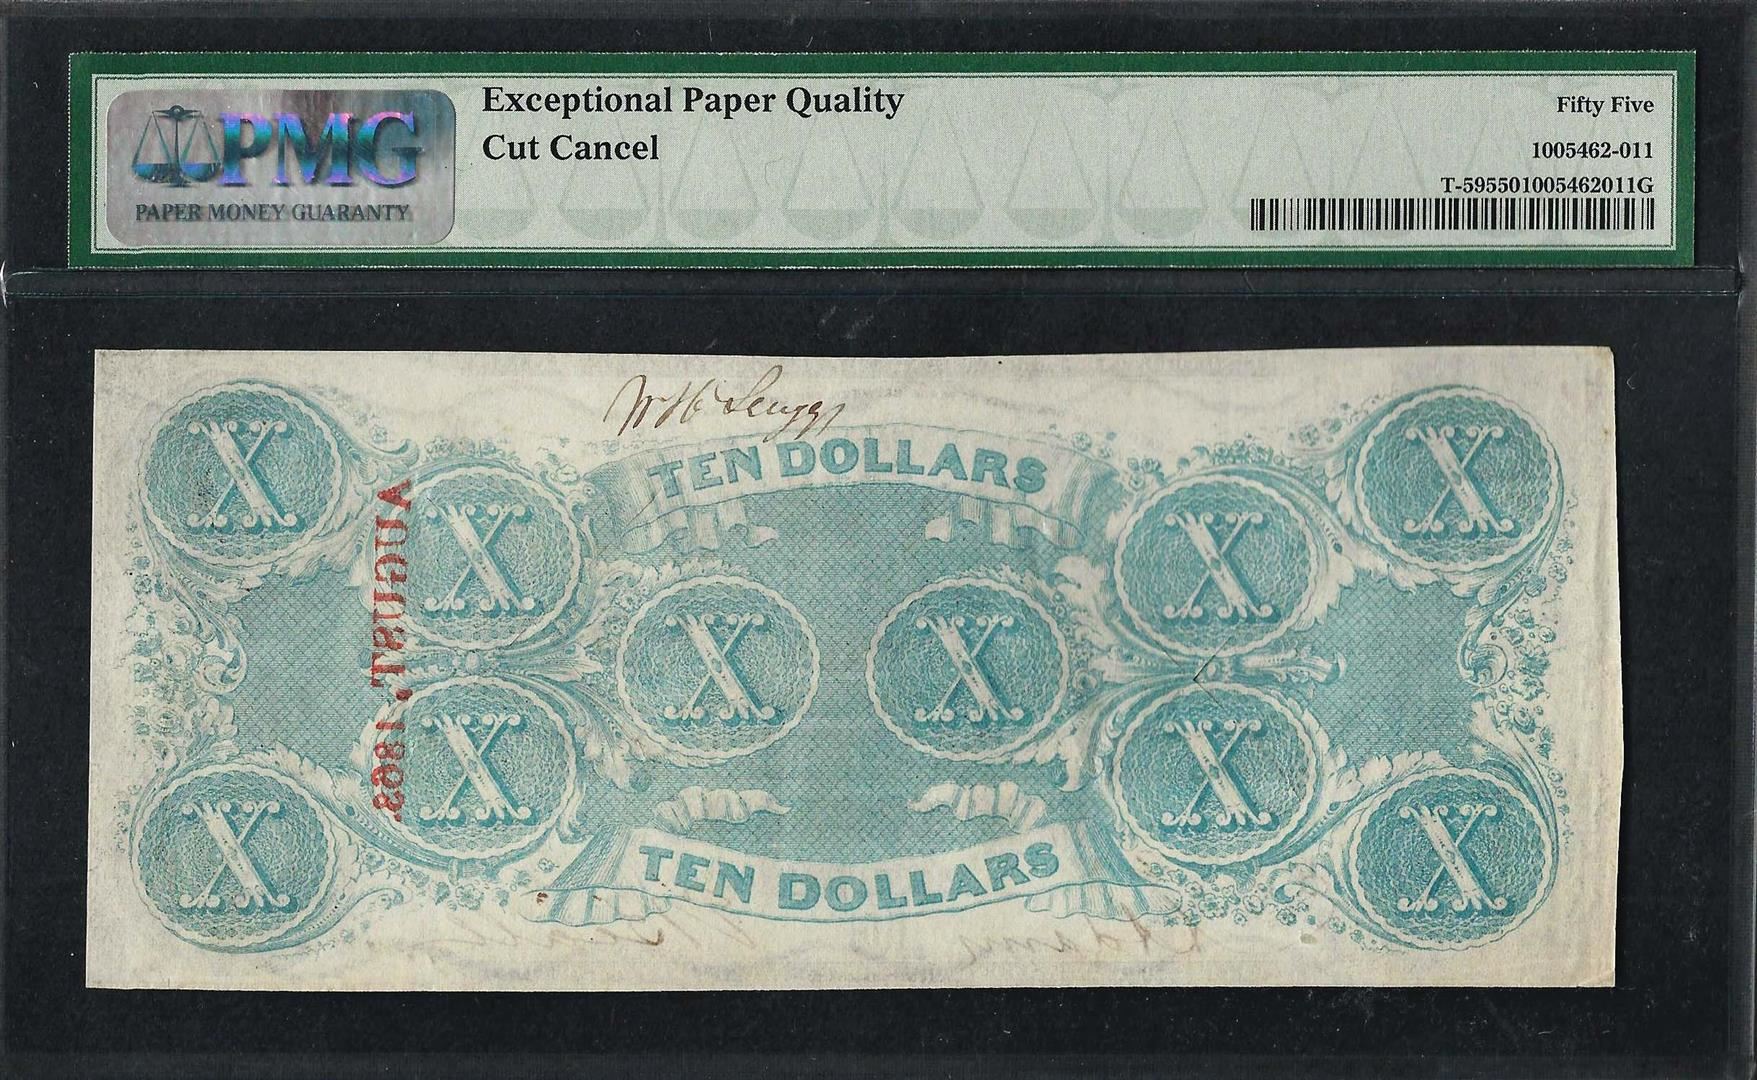 PMG
PAPER MONEY GUARANTY
Exceptional Paper Quality
Cut Cancel
Fifty Five
1005462-011
T-595501005462011G
TEN DOLLARS
X X
X X
X X
X X
X X
AUGUST, 1863.
TEN DOLLARS